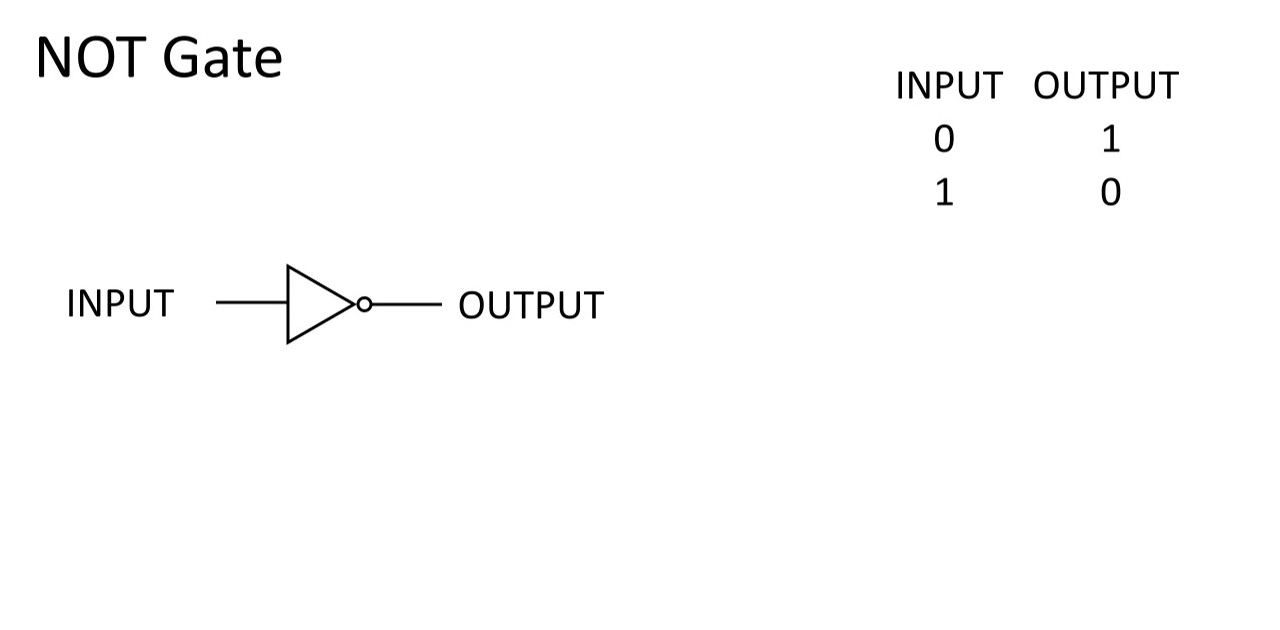 NOT Gate
INPUT OUTPUT
0 1
1 0
INPUT OUTPUT